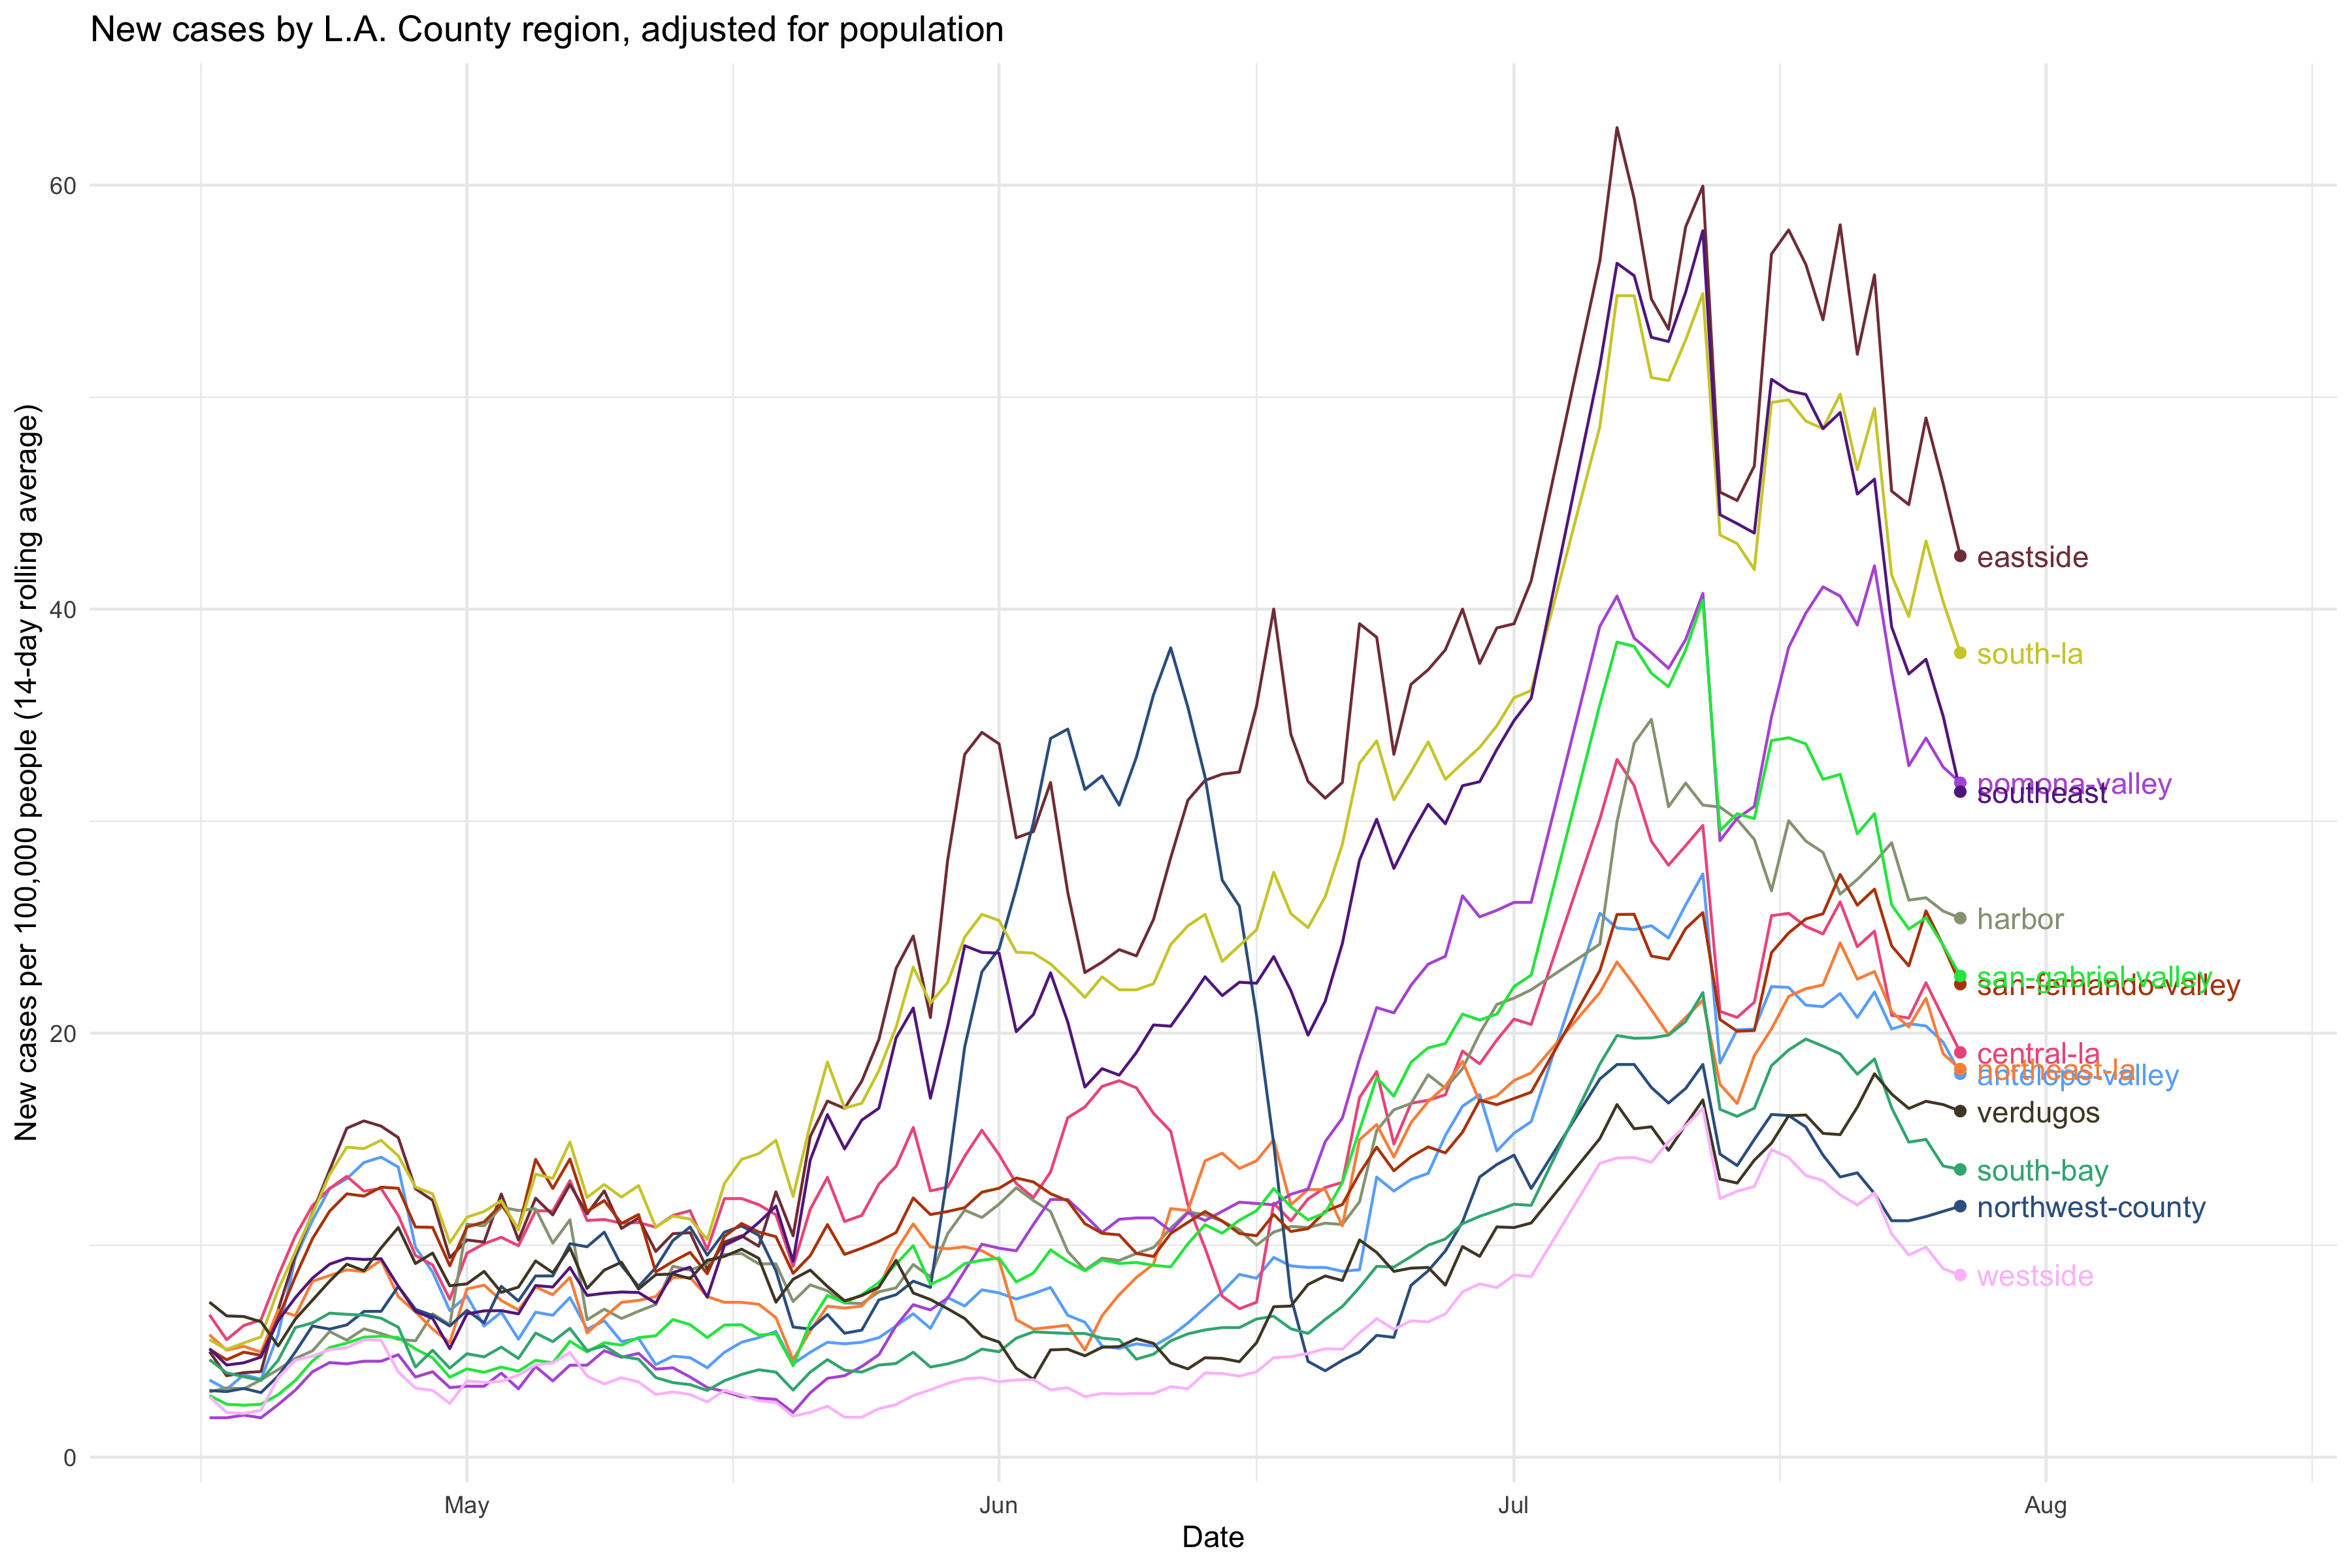 New cases by L.A. County region, adjusted for population
New cases per 100,000 people (14-day rolling average)
60
40
20
0
eastside
south-la
pomona-valley
southeast
harbor
san-gabriel-valley
san-fernando-valley
central-la
northeast-la
antelope-valley
verdugos
south-bay
northwest-county
westside
May
Jun
Jul
Aug
Date